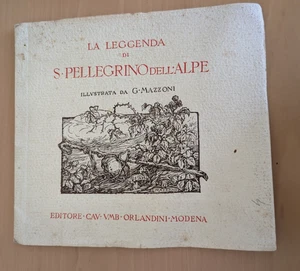 LA LEGGENDA
DI
S·PELLEGRINO DELL'ALPE
ILLVSTRATA DA G·MAZZONI
EDITORE·CAV·VMB·ORLANDINI·MODENA